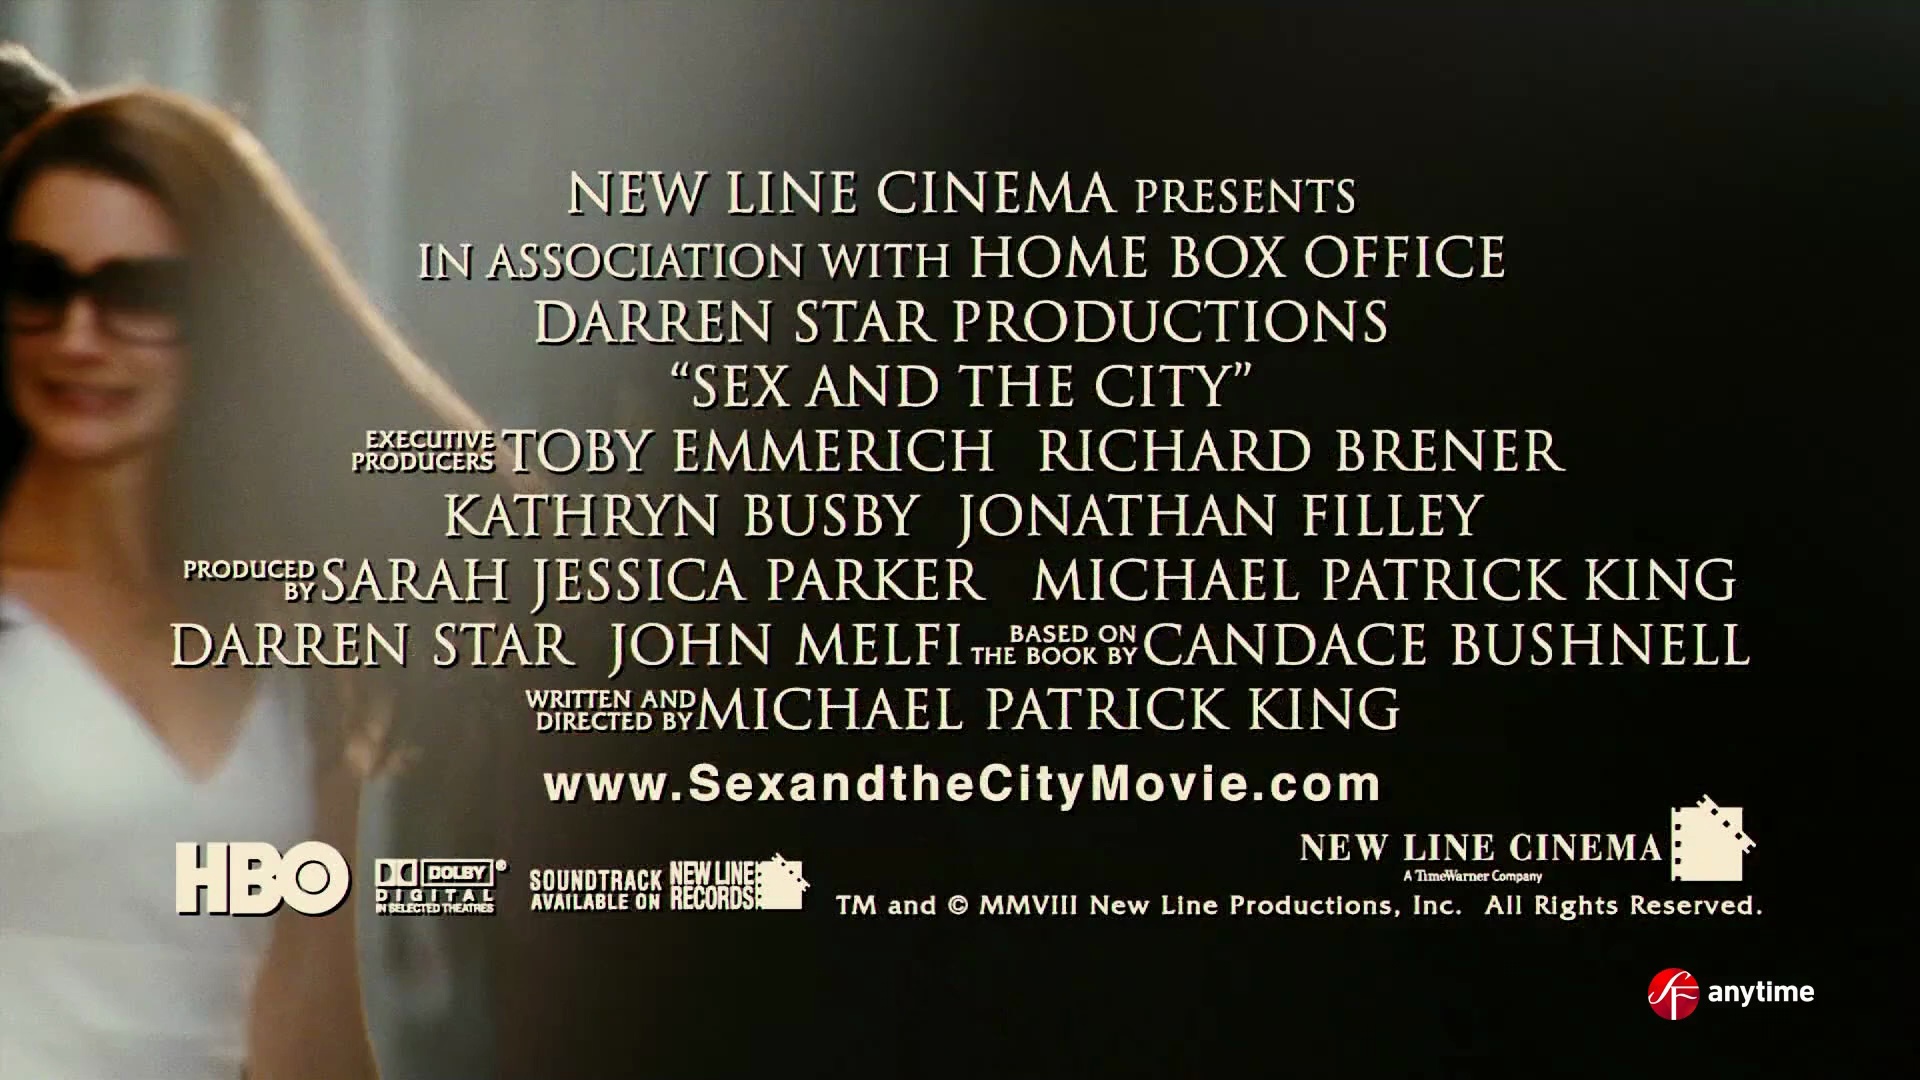 NEW LINE CINEMA PRESENTS
IN ASSOCIATION WITH HOME BOX OFFICE
DARREN STAR PRODUCTIONS
“SEX AND THE CITY”
EXECUTIVE PRODUCERS TOBY EMMERICH RICHARD BRENER
KATHRYN BUSBY JONATHAN FILLEY
PRODUCED BY SARAH JESSICA PARKER MICHAEL PATRICK KING
DARREN STAR JOHN MELFI BASED ON THE BOOK BY CANDACE BUSHNELL
WRITTEN AND DIRECTED BY MICHAEL PATRICK KING
www.SexandtheCityMovie.com
HBO
DOLBY®
DIGITAL
IN SELECTED THEATRES
SOUNDTRACK
AVAILABLE ON
NEW LINE
RECORDS
NEW LINE CINEMA
A TimeWarner Company
TM and © MMVIII New Line Productions, Inc. All Rights Reserved.
SF anytime